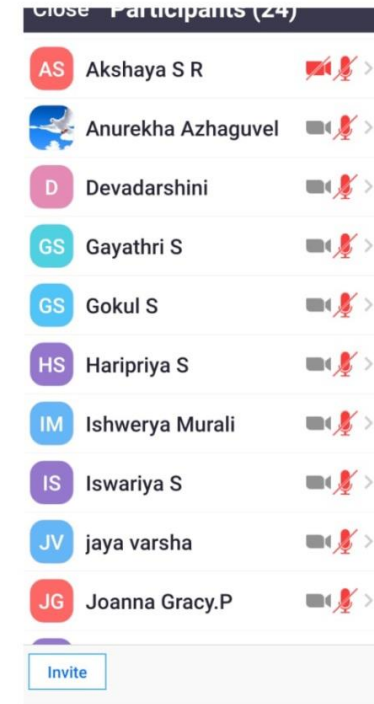 Close Participants (24)
AS Akshaya S R
Anurekha Azhaguvel
D Devadarshini
GS Gayathri S
GS Gokul S
HS Haripriya S
IM Ishwerya Murali
IS Iswariya S
JV jaya varsha
JG Joanna Gracy.P
Invite